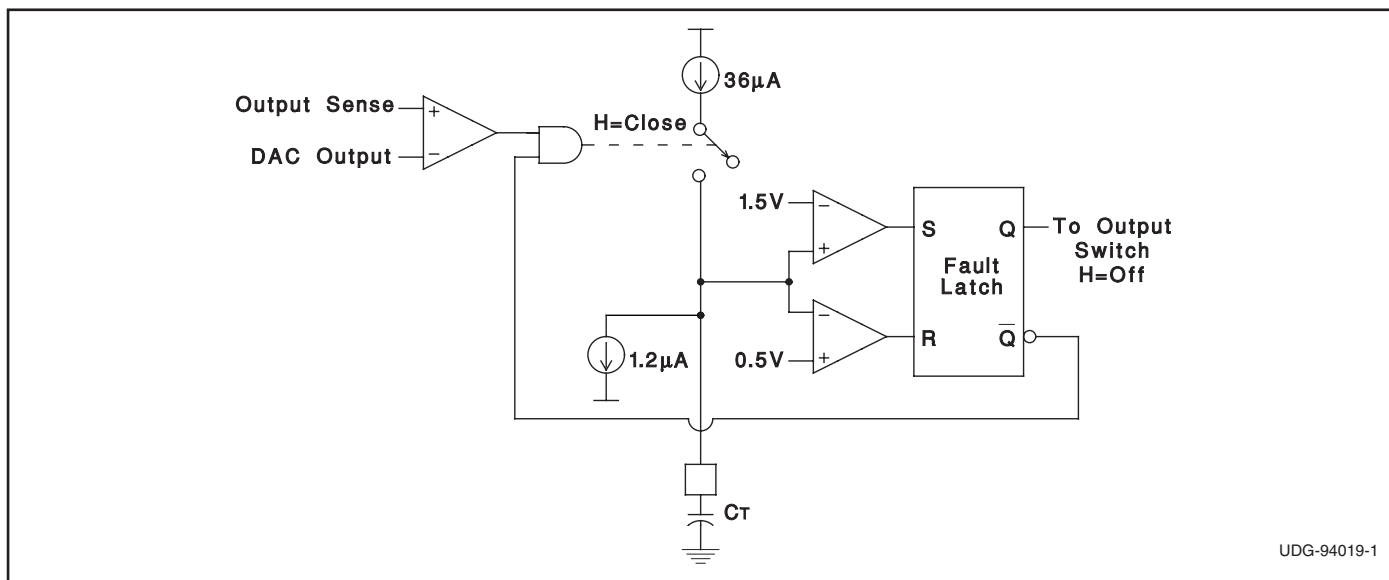 36µA
Output Sense
+
H=Close
DAC Output
−
1.5V
−
+
S
Q
To Output
Switch
H=Off
Fault
Latch
−
+
0.5V
R
Q̅
1.2µA
CT
UDG-94019-1